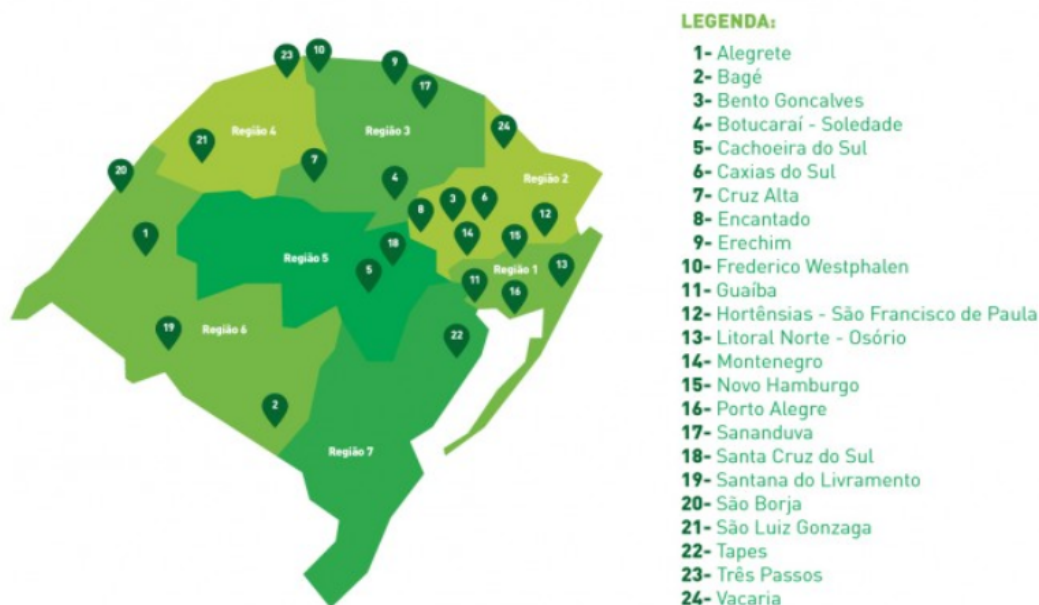 LEGENDA:
1- Alegrete
2- Bagé
3- Bento Goncalves
4- Botucaraí - Soledade
5- Cachoeira do Sul
6- Caxias do Sul
7- Cruz Alta
8- Encantado
9- Erechim
10- Frederico Westphalen
11- Guaíba
12- Hortênsias - São Francisco de Paula
13- Litoral Norte - Osório
14- Montenegro
15- Novo Hamburgo
16- Porto Alegre
17- Sananduva
18- Santa Cruz do Sul
19- Santana do Livramento
20- São Borja
21- São Luiz Gonzaga
22- Tapes
23- Três Passos
24- Vacaria
23
10
9
17
Região 4
Região 3
24
21
7
20
4
Região 2
3
6
8
12
1
14
15
18
Região 5
5
Região 1
13
11
16
19
Região 6
22
2
Região 7